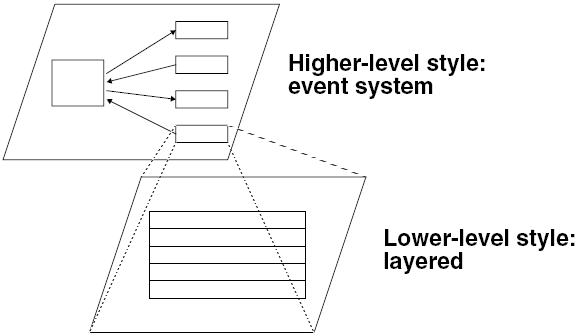 Higher-level style:
event system
Lower-level style:
layered